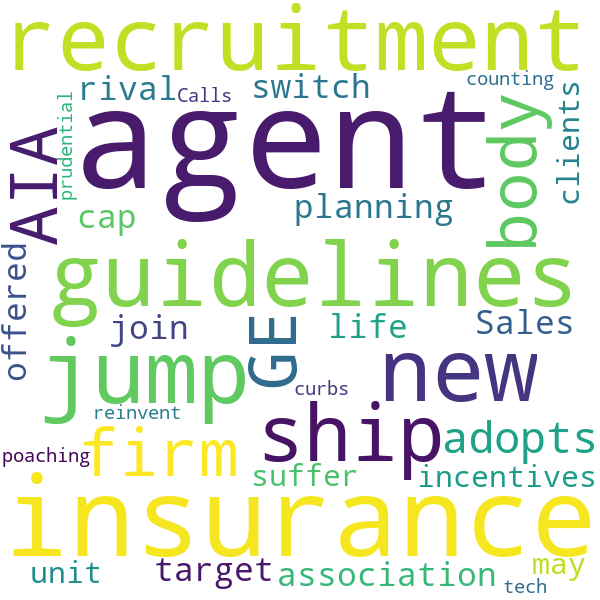 recruitment
rival
Calls
switch
counting
prudential
agent
body
clients
AIA
cap
planning
guidelines
offered
join
GE
life
Sales
jump
new
curbs
reinvent
ship
adopts
poaching
firm
suffer
incentives
insurance
unit
target
association
may
tech